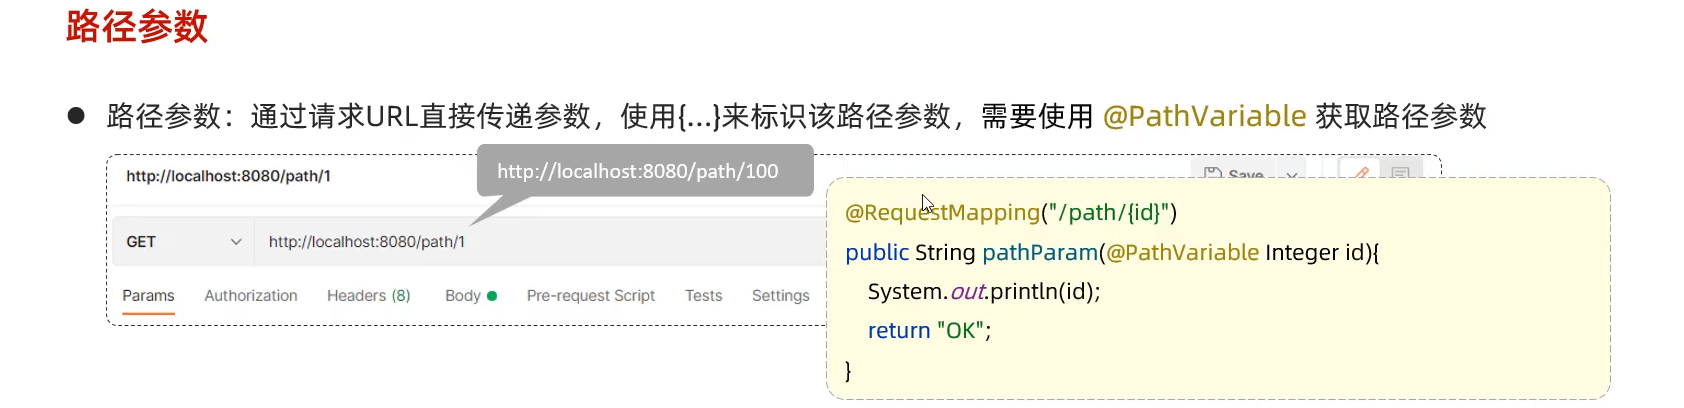 路径参数
● 路径参数：通过请求URL直接传递参数，使用{…}来标识该路径参数，需要使用 @PathVariable 获取路径参数
http://localhost:8080/path/1
http://localhost:8080/path/100
Save
GET
http://localhost:8080/path/1
Params Authorization Headers (8) Body Pre-request Script Tests Settings
@RequestMapping("/path/{id}")
public String pathParam(@PathVariable Integer id){
System.out.println(id);
return "OK";
}